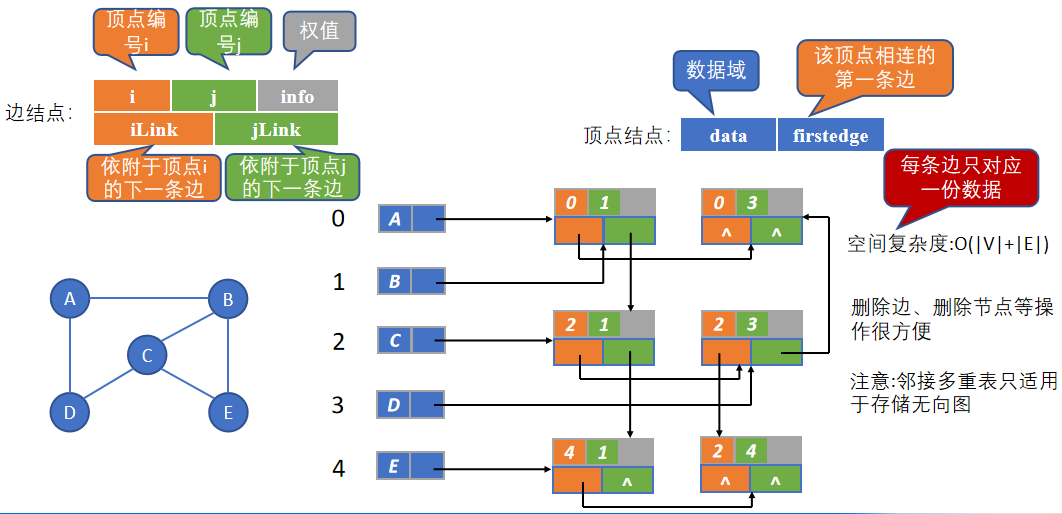 顶点编
号i
顶点编
号j
权值
边结点：
i
j
info
iLink
jLink
依附于顶点i
的下一条边
依附于顶点j
的下一条边
数据域
该顶点相连的
第一条边
顶点结点：
data
firstedge
每条边只对应
一份数据
空间复杂度:O(|V|+|E|)
删除边、删除节点等操
作很方便
注意:邻接多重表只适用
于存储无向图
0
A
0 1
0 3
^ ^
1
B
2
C
2 1
2 3
3
D
4
E
4 1
^
2 4
^ ^
A
B
C
D
E